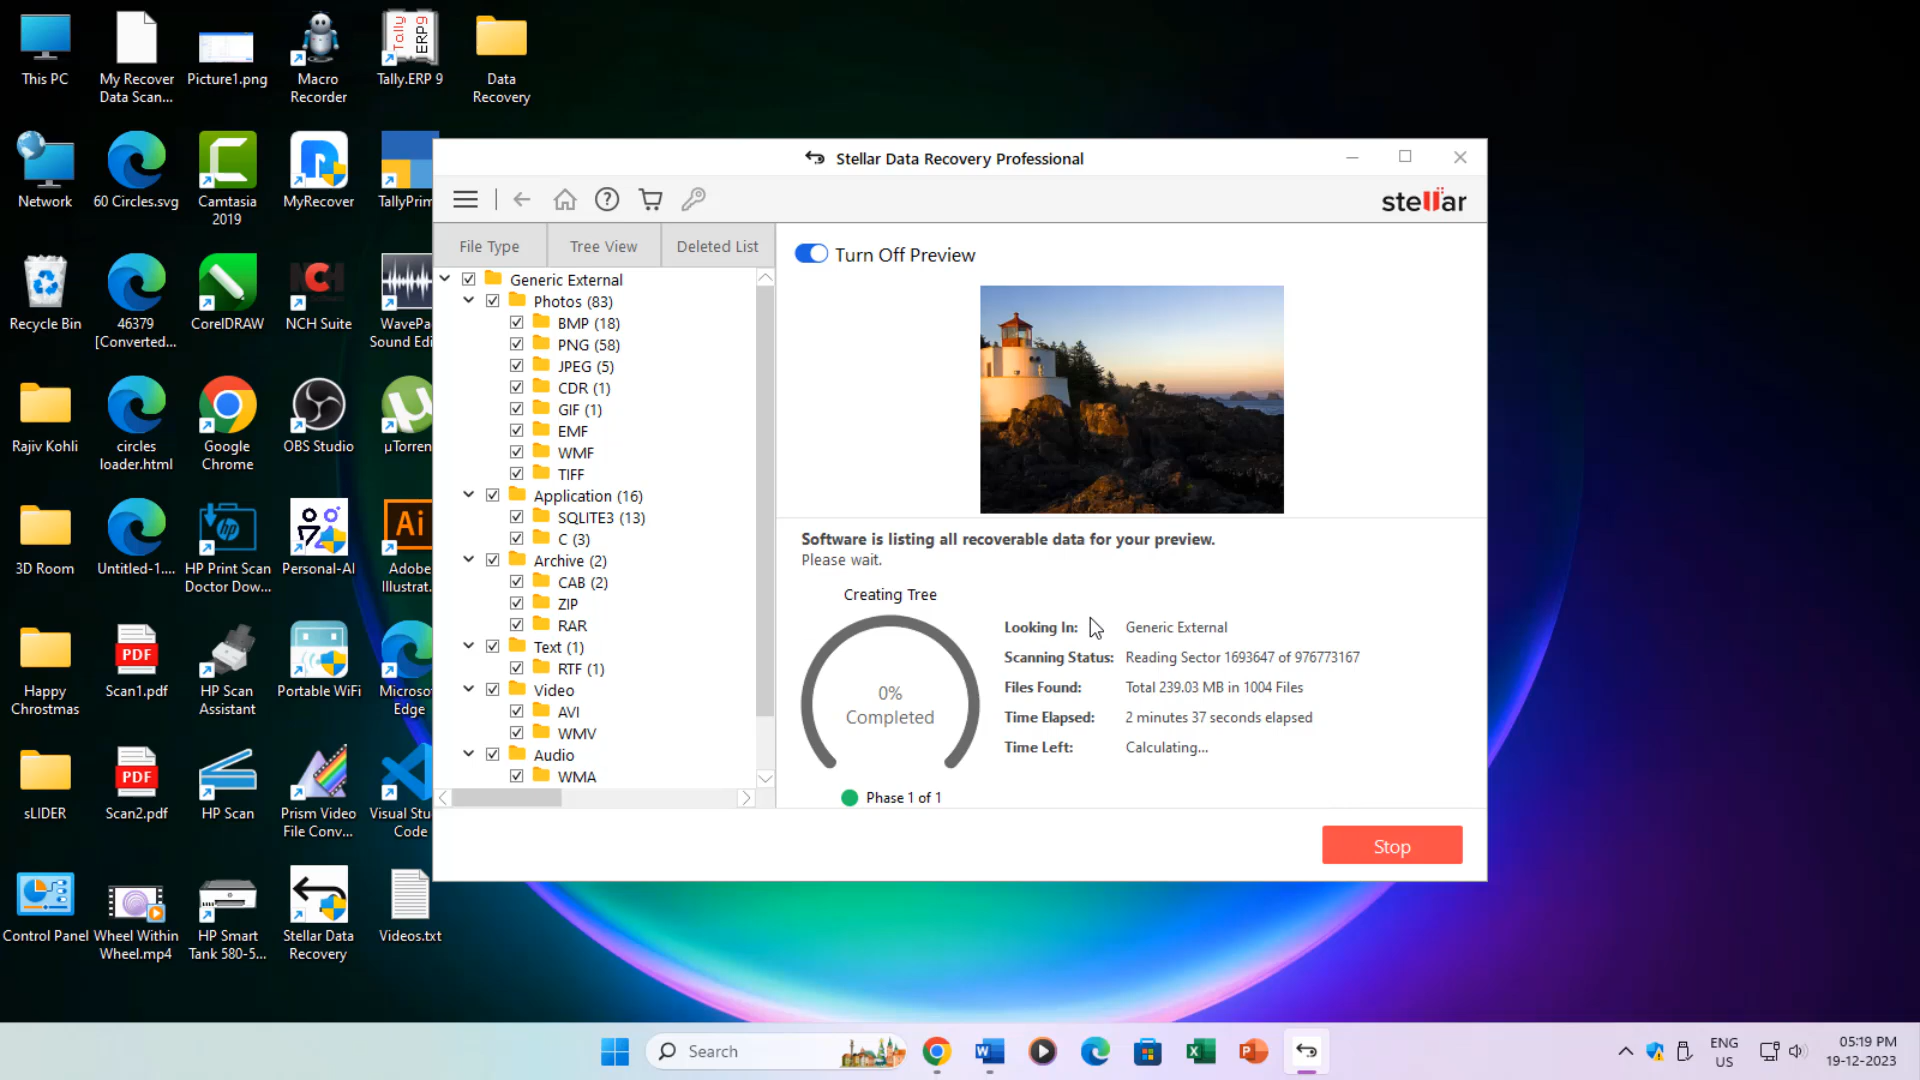 This PC
My Recover
Data Scan...
Picture1.png
Macro
Recorder
Tally
ERP9
Tally.ERP 9
Data
Recovery
Network
60 Circles.svg
Camtasia
2019
MyRecover
TallyPrim
Recycle Bin
46379
[Converted...
CorelDRAW
NCH
NCH Suite
WavePa
Sound Edi
Rajiv Kohli
circles
loader.html
Google
Chrome
OBS Studio
µTorren
3D Room
Untitled-1....
hp
HP Print Scan
Doctor Dow...
Personal-AI
Ai
Adobe
Illustrat.
Happy
Chrostmas
PDF
Scan1.pdf
HP Scan
Assistant
Portable WiFi
Microsof
Edge
sLIDER
PDF
Scan2.pdf
HP Scan
Prism Video
File Conv...
Visual Stu
Code
Control Panel
Wheel Within
Wheel.mp4
HP Smart
Tank 580-5...
Stellar Data
Recovery
Videos.txt
Stellar Data Recovery Professional
stellar
File Type
Tree View
Deleted List
Generic External
Photos (83)
BMP (18)
PNG (58)
JPEG (5)
CDR (1)
GIF (1)
EMF
WMF
TIFF
Application (16)
SQLITE3 (13)
C (3)
Archive (2)
CAB (2)
ZIP
RAR
Text (1)
RTF (1)
Video
AVI
WMV
Audio
WMA
Turn Off Preview
Software is listing all recoverable data for your preview.
Please wait.
Creating Tree
0%
Completed
Phase 1 of 1
Looking In: Generic External
Scanning Status: Reading Sector 1693647 of 976773167
Files Found: Total 239.03 MB in 1004 Files
Time Elapsed: 2 minutes 37 seconds elapsed
Time Left: Calculating...
Stop
Search
ENG
US
05:19 PM
19-12-2023